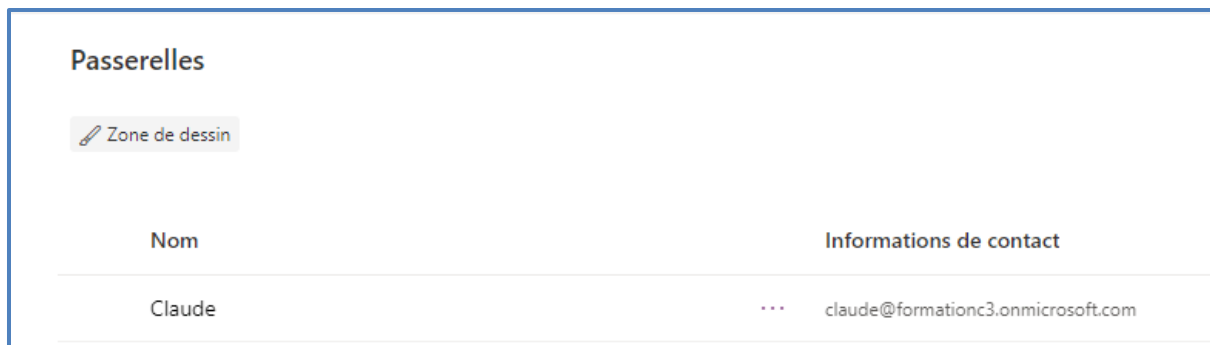 Passerelles
Zone de dessin
Nom Informations de contact
Claude ... claude@formationc3.onmicrosoft.com